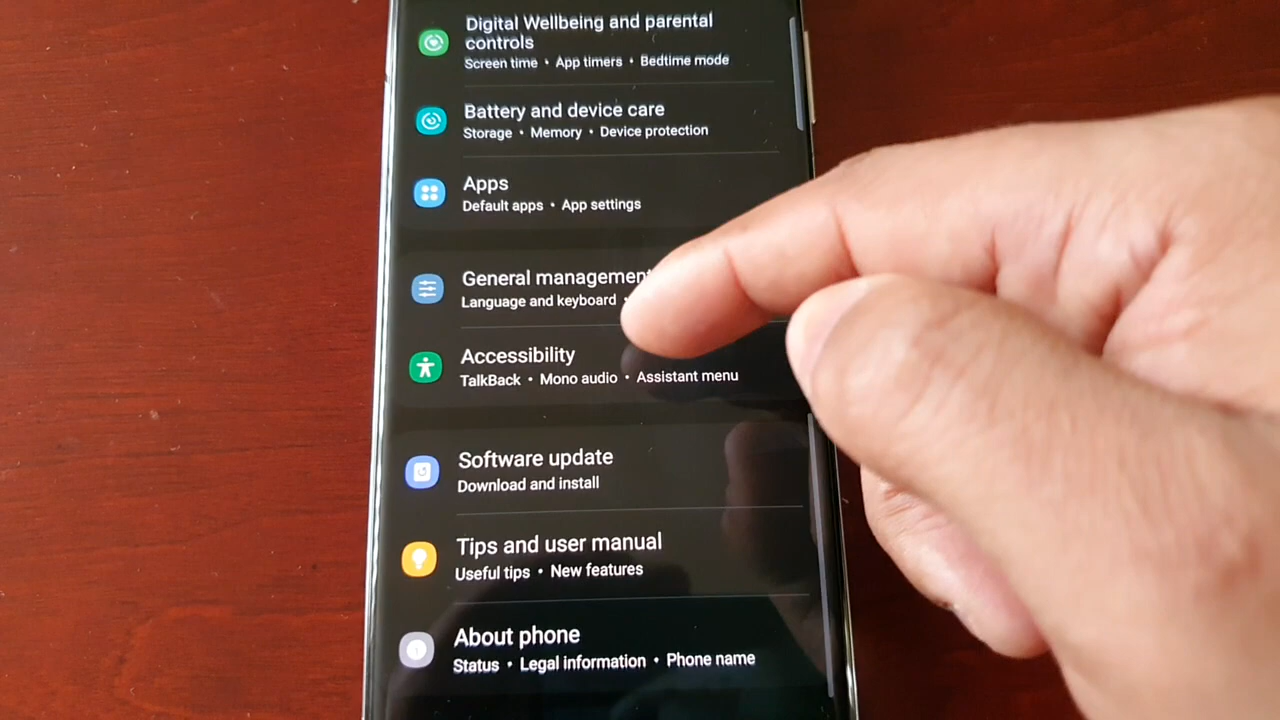 Digital Wellbeing and parental
controls
Screen time • App timers • Bedtime mode
Battery and device care
Storage • Memory • Device protection
Apps
Default apps • App settings
General management
Language and keyboard •
Accessibility
TalkBack • Mono audio • Assistant menu
Software update
Download and install
Tips and user manual
Useful tips • New features
About phone
Status • Legal information • Phone name